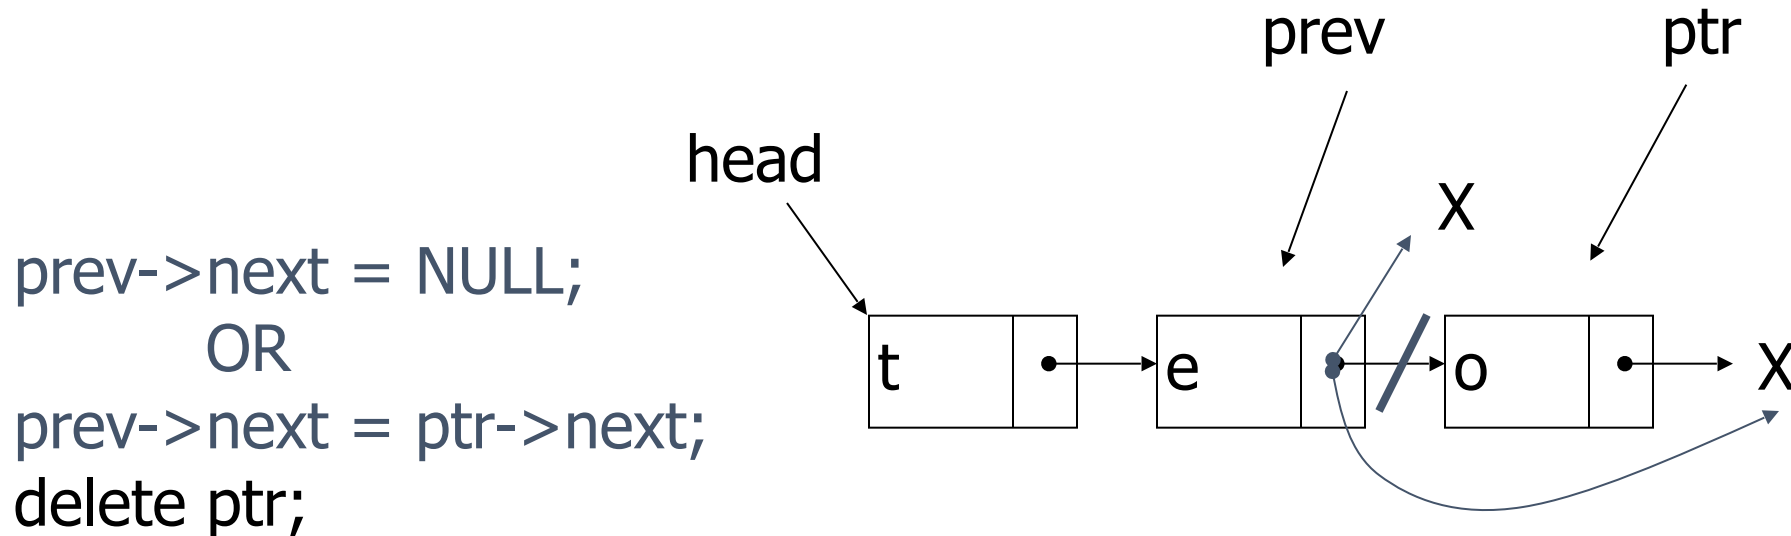 prev ptr
head
X
prev->next = NULL;
OR
t e o X
prev->next = ptr->next;
delete ptr;